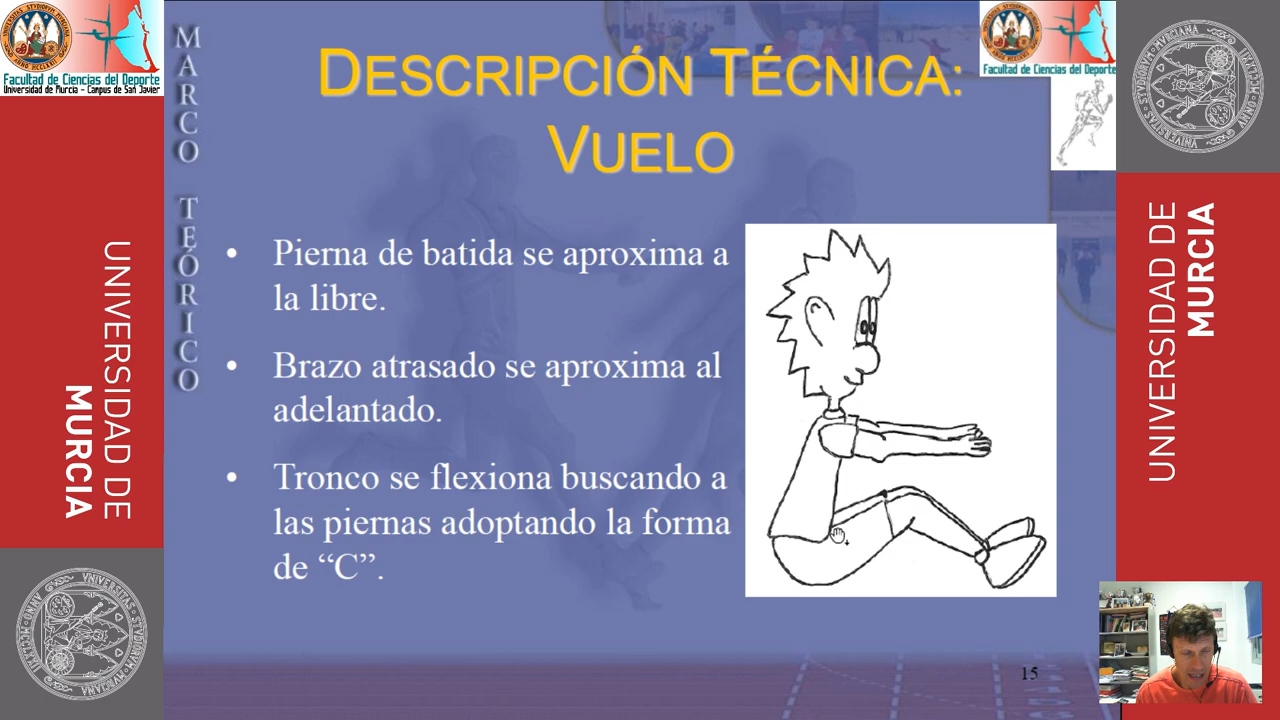 Facultad de Ciencias del Deporte
Universidad de Murcia - Campus de San Javier
UNIVERSIDAD DE
MURCIA
MARCO TEÓRICO
DESCRIPCIÓN TÉCNICA:
VUELO
• Pierna de batida se aproxima a
la libre.
• Brazo atrasado se aproxima al
adelantado.
• Tronco se flexiona buscando a
las piernas adoptando la forma
de “C”.
15
Facultad de Ciencias del Deporte
UNIVERSIDAD DE
MURCIA